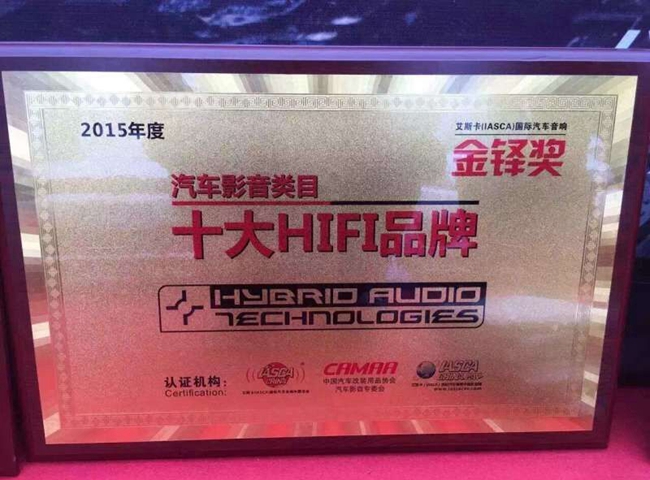 2015年度
艾斯卡(IASCA)国际汽车音响
金铎奖
汽车影音类目
十大HIFI品牌
HYBRID AUDIO
TECHNOLOGIES
认证机构:
Certification:
IASCA
CAMRA
中国汽车改装用品协会
汽车影音专委会
IASCA